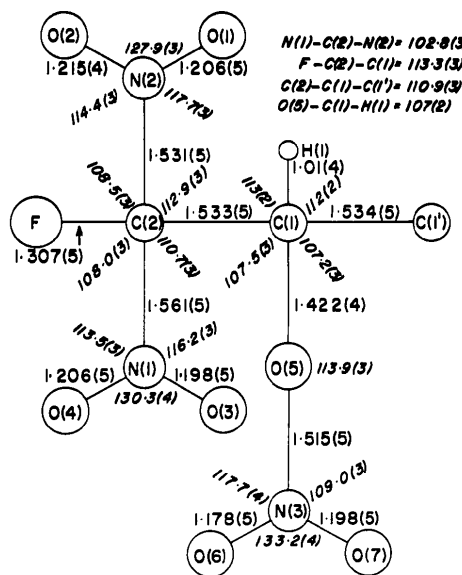 O(2) 127.9(3) O(1) N(1)-C(2)-N(2)= 102.8(3)
1.215(4) 1.206(5) F-C(2)-C(1)= 113.3(3)
N(2) C(2)-C(1)-C(1')= 110.9(3)
114.4(3) 117.7(3) O(5)-C(1)-H(1)= 107(2)
1.531(5) H(1)
1.01(4)
108.5(3) 112.9(3) 113(2) 112(2)
F C(2) 1.533(5) C(1) 1.534(5) C(1')
1.307(5) 108.0(3) 110.7(3) 107.5(3) 107.2(3)
1.561(5) 1.422(4)
113.5(3) 116.2(3)
1.206(5) N(1) 1.198(5) O(5) 113.9(3)
O(4) 130.3(4) O(3)
1.515(5)
117.7(4) 109.0(3)
1.178(5) N(3) 1.198(5)
O(6) 133.2(4) O(7)